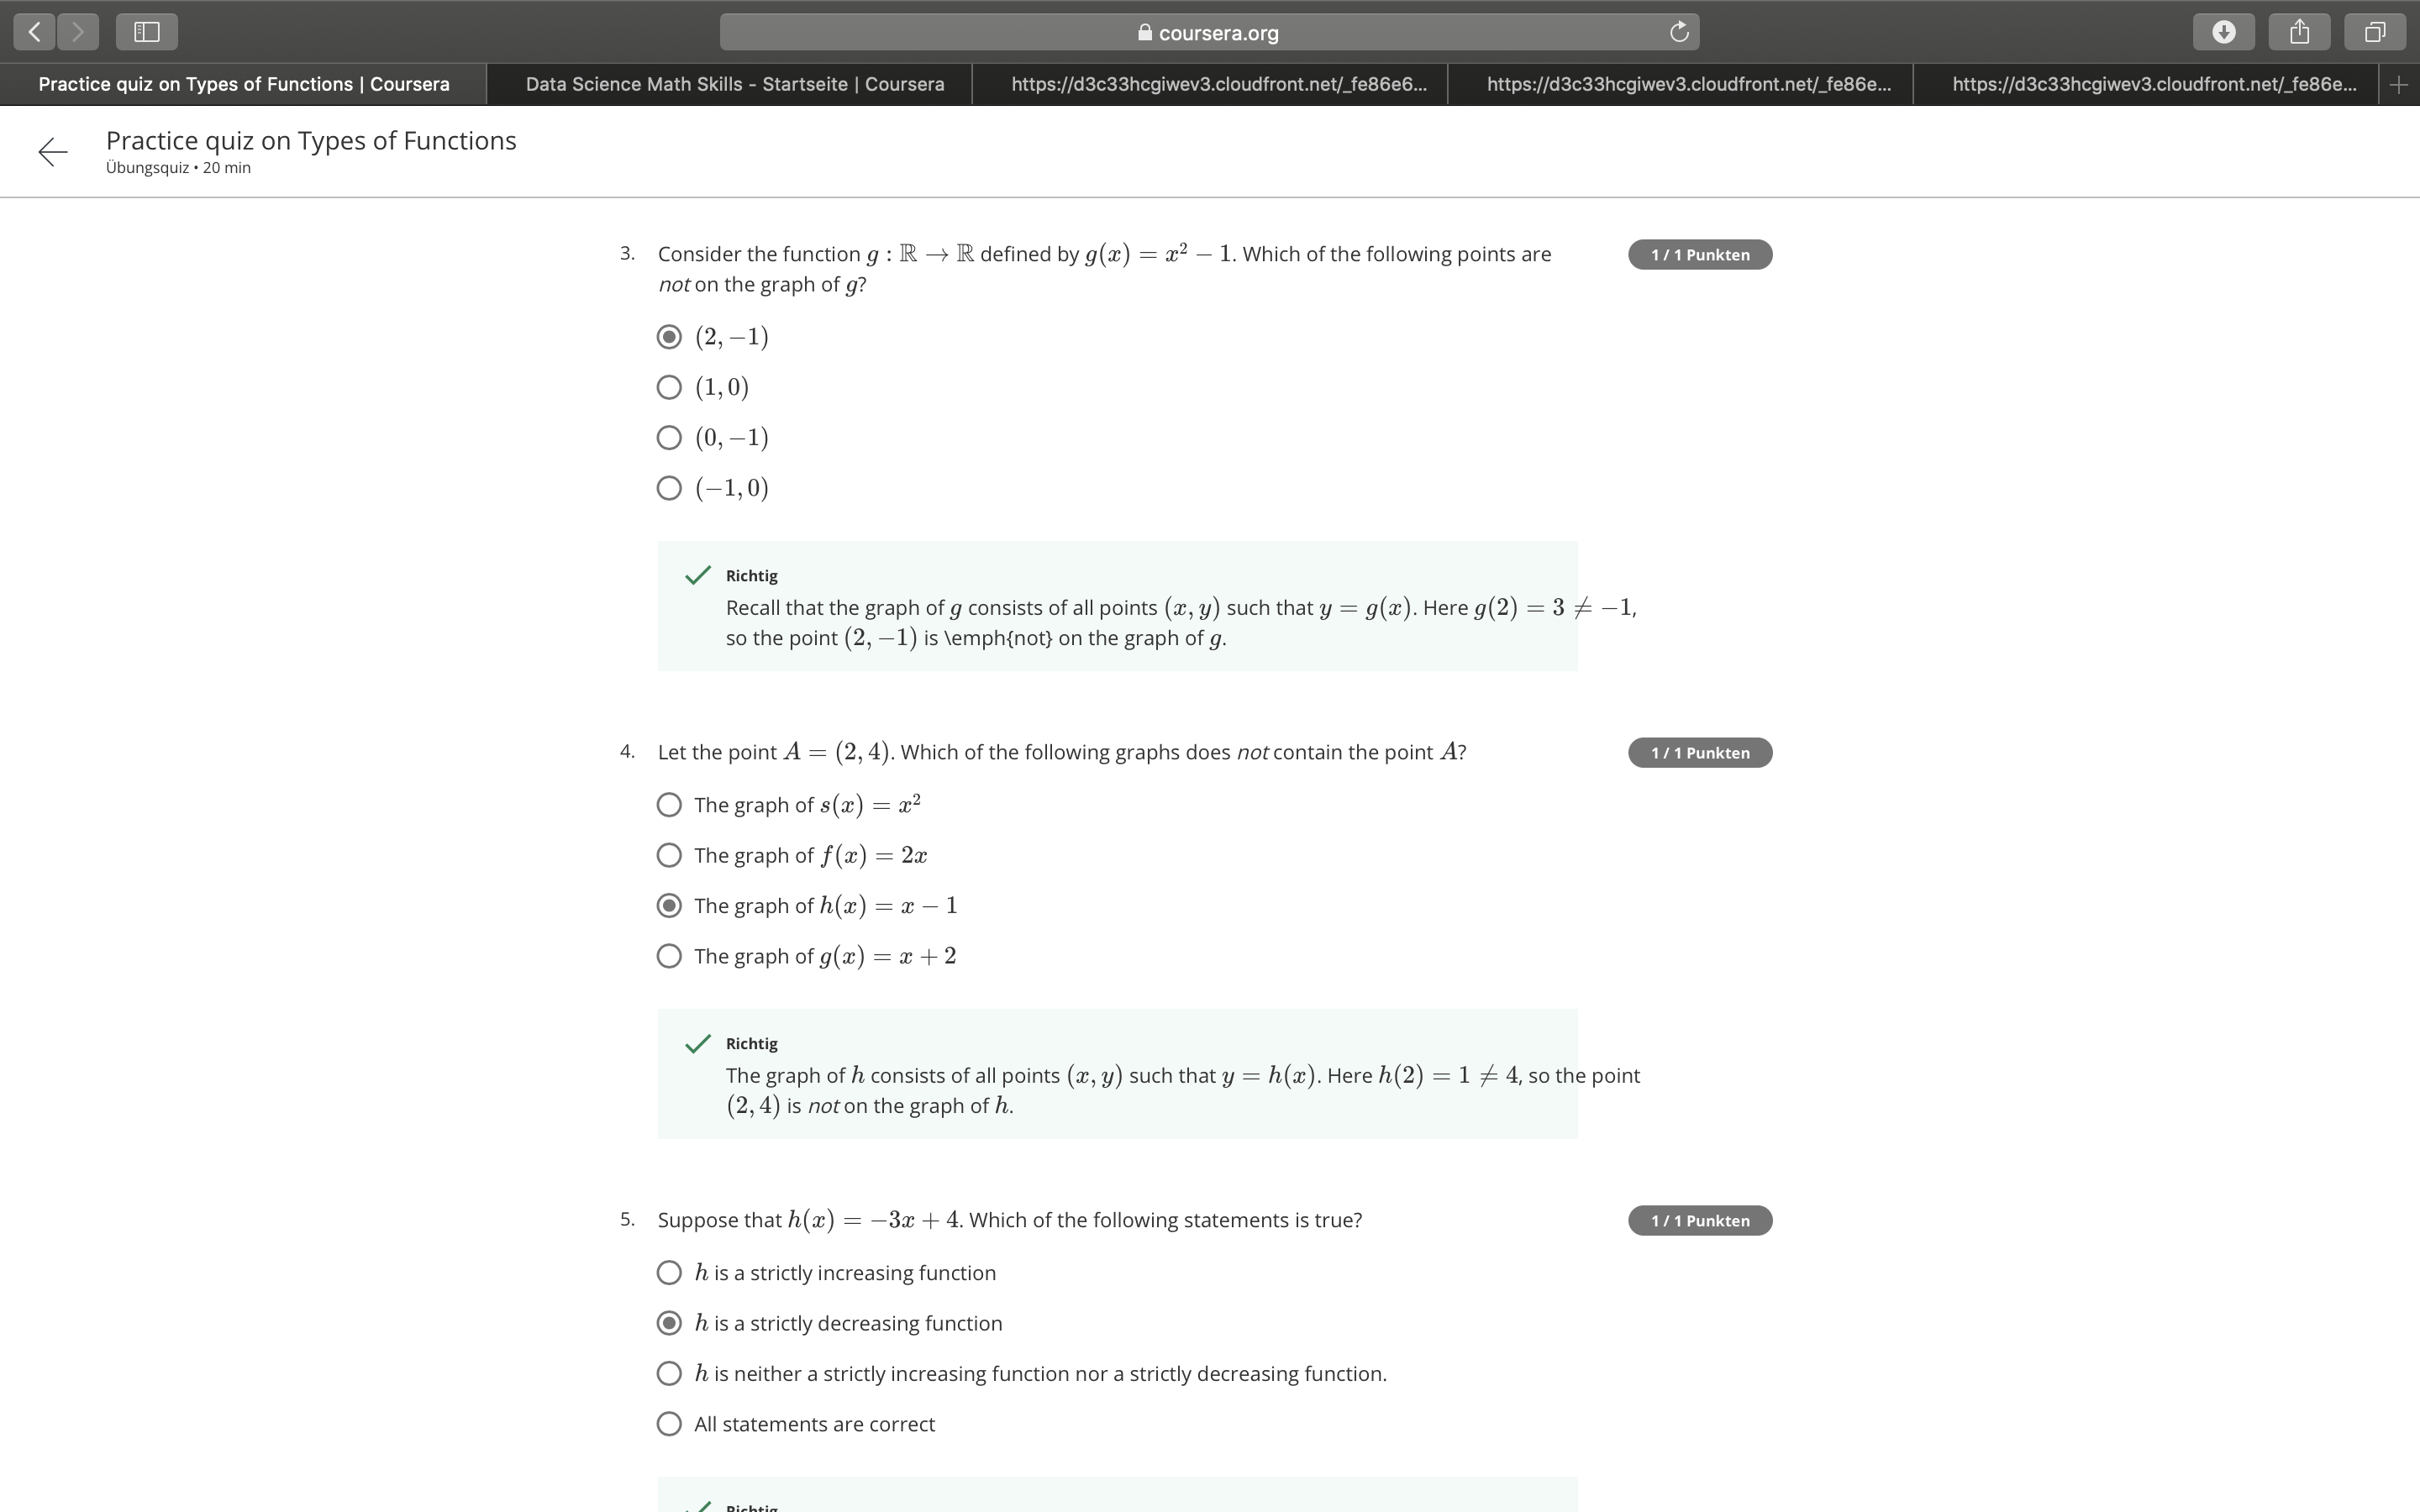 coursera.org
Practice quiz on Types of Functions | Coursera
Data Science Math Skills - Startseite | Coursera
https://d3c33hcgiwev3.cloudfront.net/_fe86e6...
https://d3c33hcgiwev3.cloudfront.net/_fe86e...
https://d3c33hcgiwev3.cloudfront.net/_fe86e...
Practice quiz on Types of Functions
Übungsquiz • 20 min
3. Consider the function g : ℝ → ℝ defined by g(x) = x² − 1. Which of the following points are
not on the graph of g?
1 / 1 Punkten
(2, −1)
(1, 0)
(0, −1)
(−1, 0)
Richtig
Recall that the graph of g consists of all points (x, y) such that y = g(x). Here g(2) = 3 ≠ −1,
so the point (2, −1) is \emph{not} on the graph of g.
4. Let the point A = (2, 4). Which of the following graphs does not contain the point A?
1 / 1 Punkten
The graph of s(x) = x²
The graph of f(x) = 2x
The graph of h(x) = x − 1
The graph of g(x) = x + 2
Richtig
The graph of h consists of all points (x, y) such that y = h(x). Here h(2) = 1 ≠ 4, so the point
(2, 4) is not on the graph of h.
5. Suppose that h(x) = −3x + 4. Which of the following statements is true?
1 / 1 Punkten
h is a strictly increasing function
h is a strictly decreasing function
h is neither a strictly increasing function nor a strictly decreasing function.
All statements are correct
Richtig